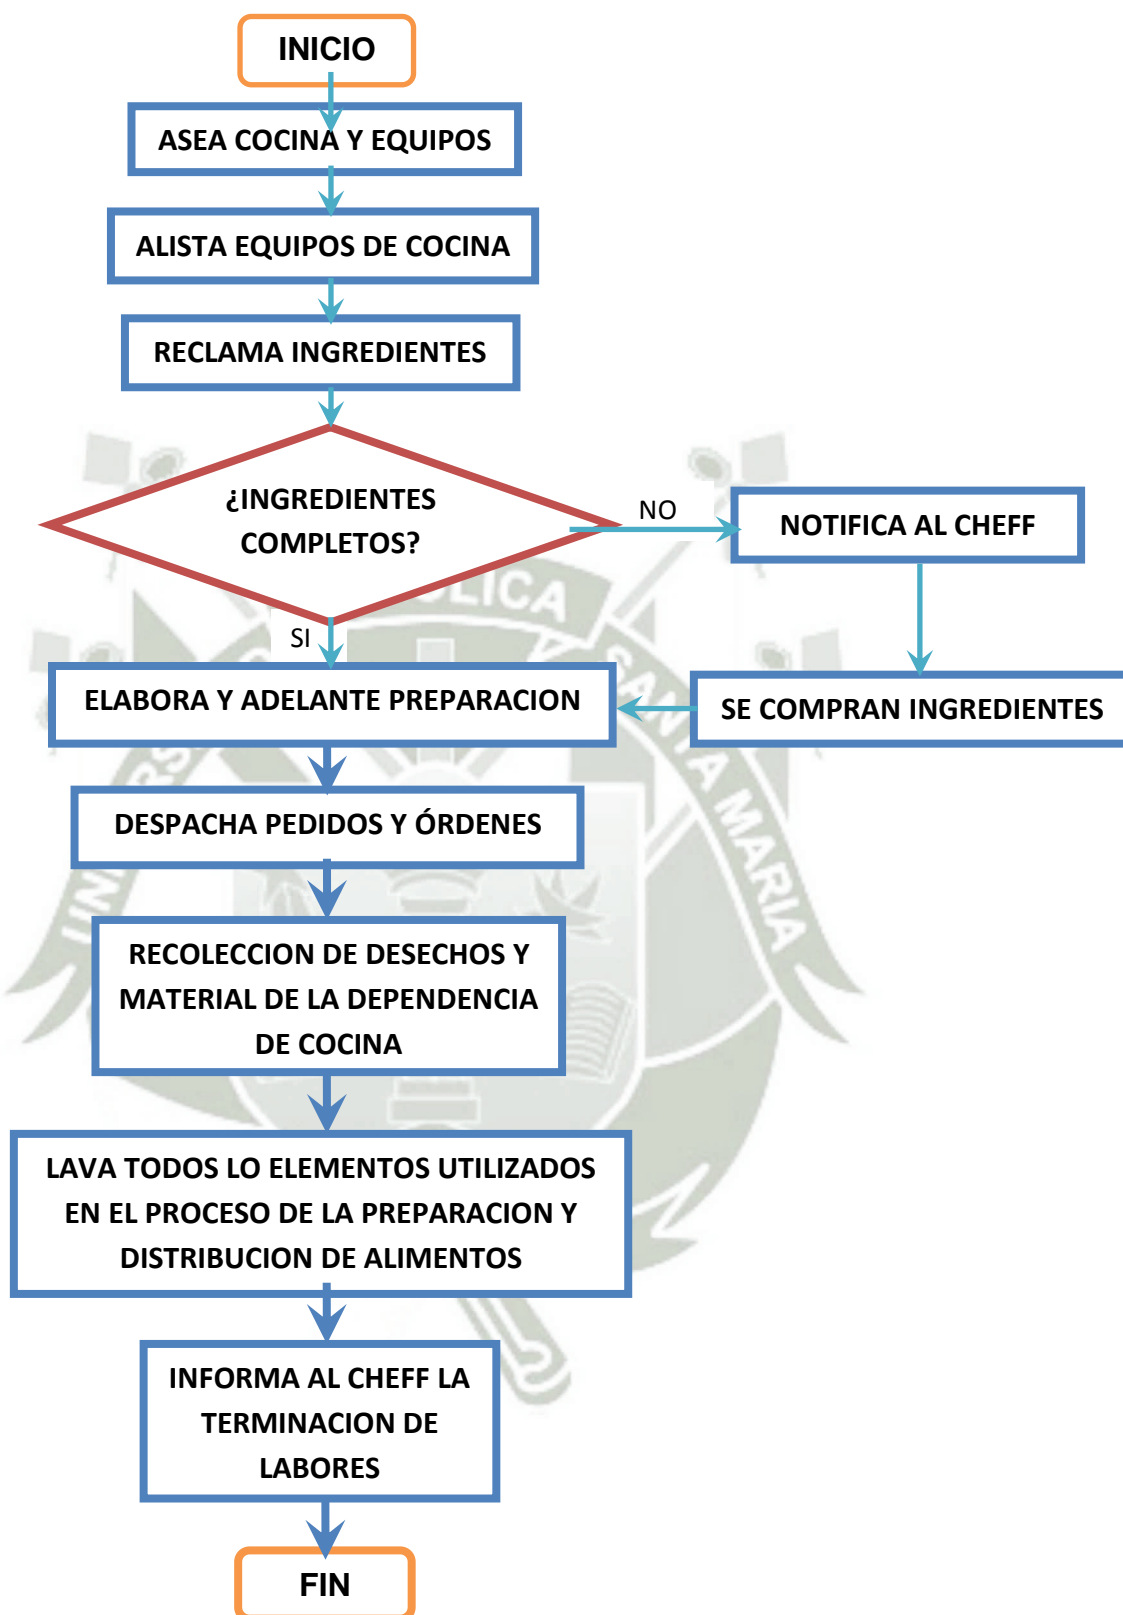 INICIO
ASEA COCINA Y EQUIPOS
ALISTA EQUIPOS DE COCINA
RECLAMA INGREDIENTES
¿INGREDIENTES
COMPLETOS?
NO
NOTIFICA AL CHEFF
SI
ELABORA Y ADELANTE PREPARACION
SE COMPRAN INGREDIENTES
DESPACHA PEDIDOS Y ÓRDENES
RECOLECCION DE DESECHOS Y
MATERIAL DE LA DEPENDENCIA
DE COCINA
LAVA TODOS LO ELEMENTOS UTILIZADOS
EN EL PROCESO DE LA PREPARACION Y
DISTRIBUCION DE ALIMENTOS
INFORMA AL CHEFF LA
TERMINACION DE
LABORES
FIN
SANTA MARIA